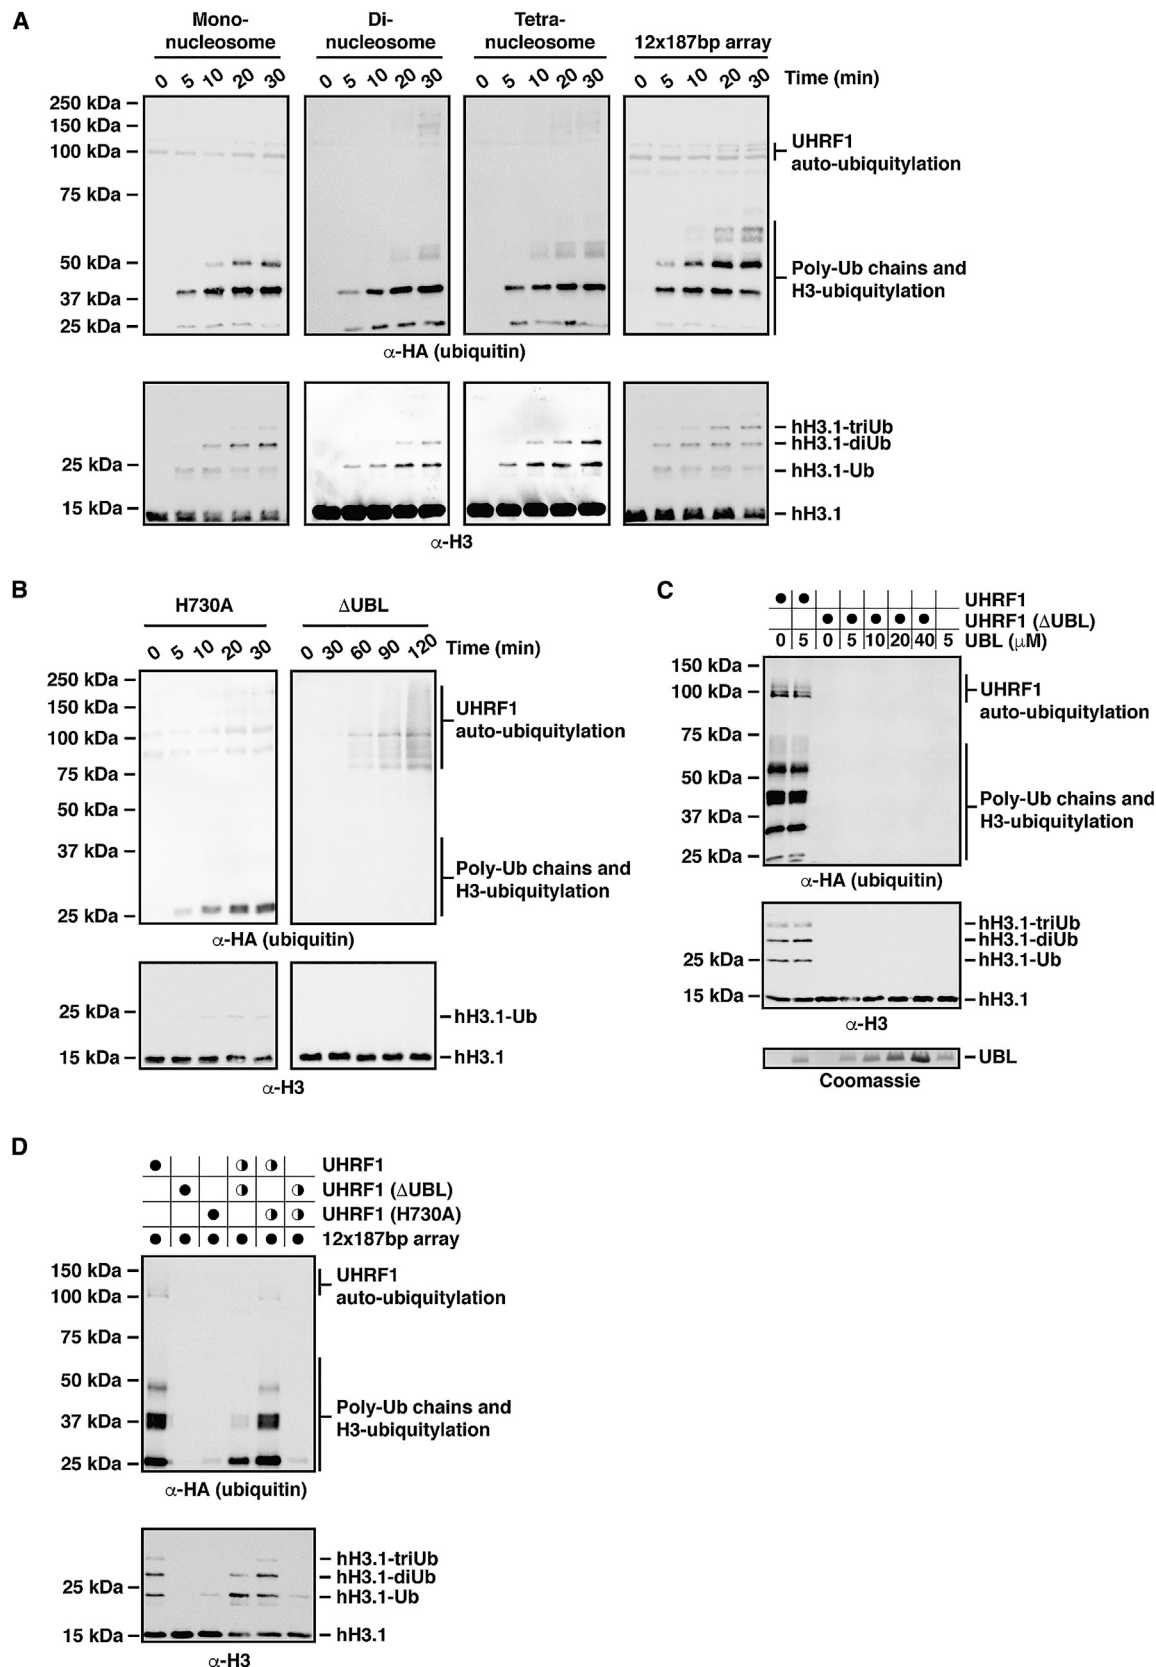 A
Mono-
nucleosome
Di-
nucleosome
Tetra-
nucleosome
12x187bp array
0 5 10 20 30
0 5 10 20 30
0 5 10 20 30
0 5 10 20 30
Time (min)
250 kDa
150 kDa
100 kDa
75 kDa
50 kDa
37 kDa
25 kDa
UHRF1
auto-ubiquitylation
Poly-Ub chains and
H3-ubiquitylation
α-HA (ubiquitin)
25 kDa
15 kDa
hH3.1-triUb
hH3.1-diUb
hH3.1-Ub
hH3.1
α-H3
B
H730A
ΔUBL
0 5 10 20 30
0 30 60 90 120
Time (min)
250 kDa
150 kDa
100 kDa
75 kDa
50 kDa
37 kDa
25 kDa
UHRF1
auto-ubiquitylation
Poly-Ub chains and
H3-ubiquitylation
α-HA (ubiquitin)
25 kDa
15 kDa
hH3.1-Ub
hH3.1
α-H3
C
UHRF1
UHRF1 (ΔUBL)
0 5 0 5 10 20 40 5 UBL (μM)
150 kDa
100 kDa
75 kDa
50 kDa
37 kDa
25 kDa
UHRF1
auto-ubiquitylation
Poly-Ub chains and
H3-ubiquitylation
α-HA (ubiquitin)
25 kDa
15 kDa
hH3.1-triUb
hH3.1-diUb
hH3.1-Ub
hH3.1
α-H3
UBL
Coomassie
D
UHRF1
UHRF1 (ΔUBL)
UHRF1 (H730A)
12x187bp array
150 kDa
100 kDa
75 kDa
50 kDa
37 kDa
25 kDa
UHRF1
auto-ubiquitylation
Poly-Ub chains and
H3-ubiquitylation
α-HA (ubiquitin)
25 kDa
15 kDa
hH3.1-triUb
hH3.1-diUb
hH3.1-Ub
hH3.1
α-H3